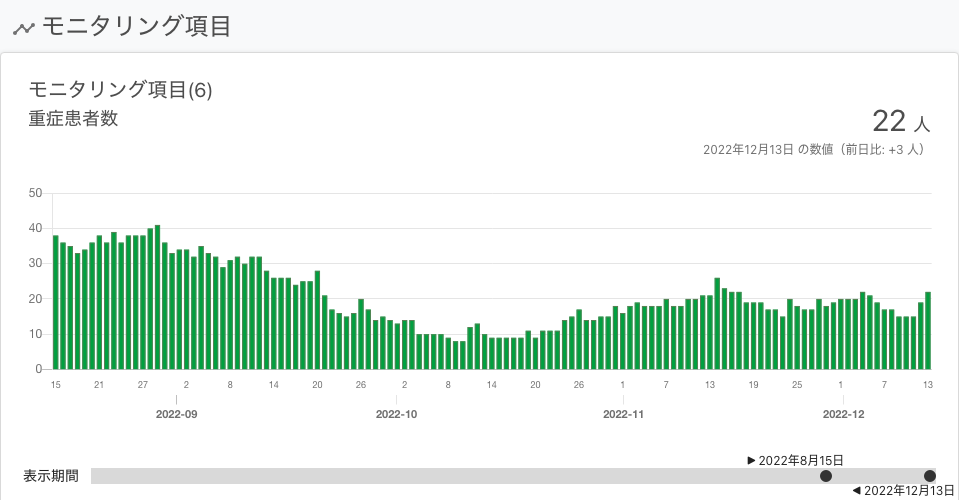 モニタリング項目
モニタリング項目(6)
重症患者数
22 人
2022年12月13日 の数値（前日比: +3 人）
50
40
30
20
10
0
15 21 27 2 8 14 20 26 2 8 14 20 26 1 7 13 19 25 1 7 13
2022-09 2022-10 2022-11 2022-12
▶ 2022年8月15日
表示期間
◀ 2022年12月13日